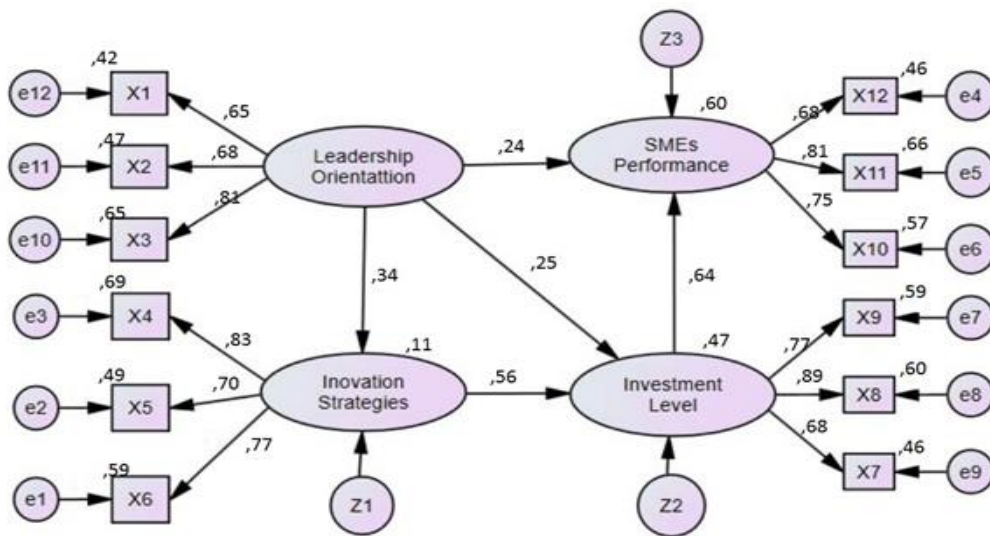 Z3
,42
e12
X1
,65
,60
,46
X12
e4
,68
,47
e11
X2
,68
Leadership
Orientattion
,24
SMEs
Performance
,81
,66
X11
e5
,65
e10
X3
,81
,75
,57
X10
e6
,69
e3
X4
,83
,34
,25
,64
,59
X9
e7
,77
,49
e2
X5
,70
,11
Inovation
Strategies
,56
,47
Investment
Level
,89
,60
X8
e8
,59
e1
X6
,77
Z1
Z2
,68
,46
X7
e9